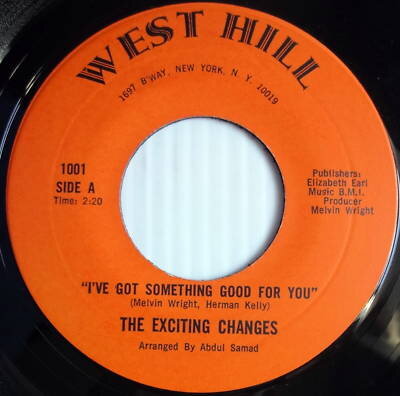 WEST HILL
1697 B'WAY, NEW YORK, N. Y. 10019
1001
SIDE A
Time: 2:20
Publishers:
Elizabeth Earl
Music B.M.I.
Producer
Melvin Wright
"I'VE GOT SOMETHING GOOD FOR YOU"
(Melvin Wright, Herman Kelly)
THE EXCITING CHANGES
Arranged By Abdul Samad